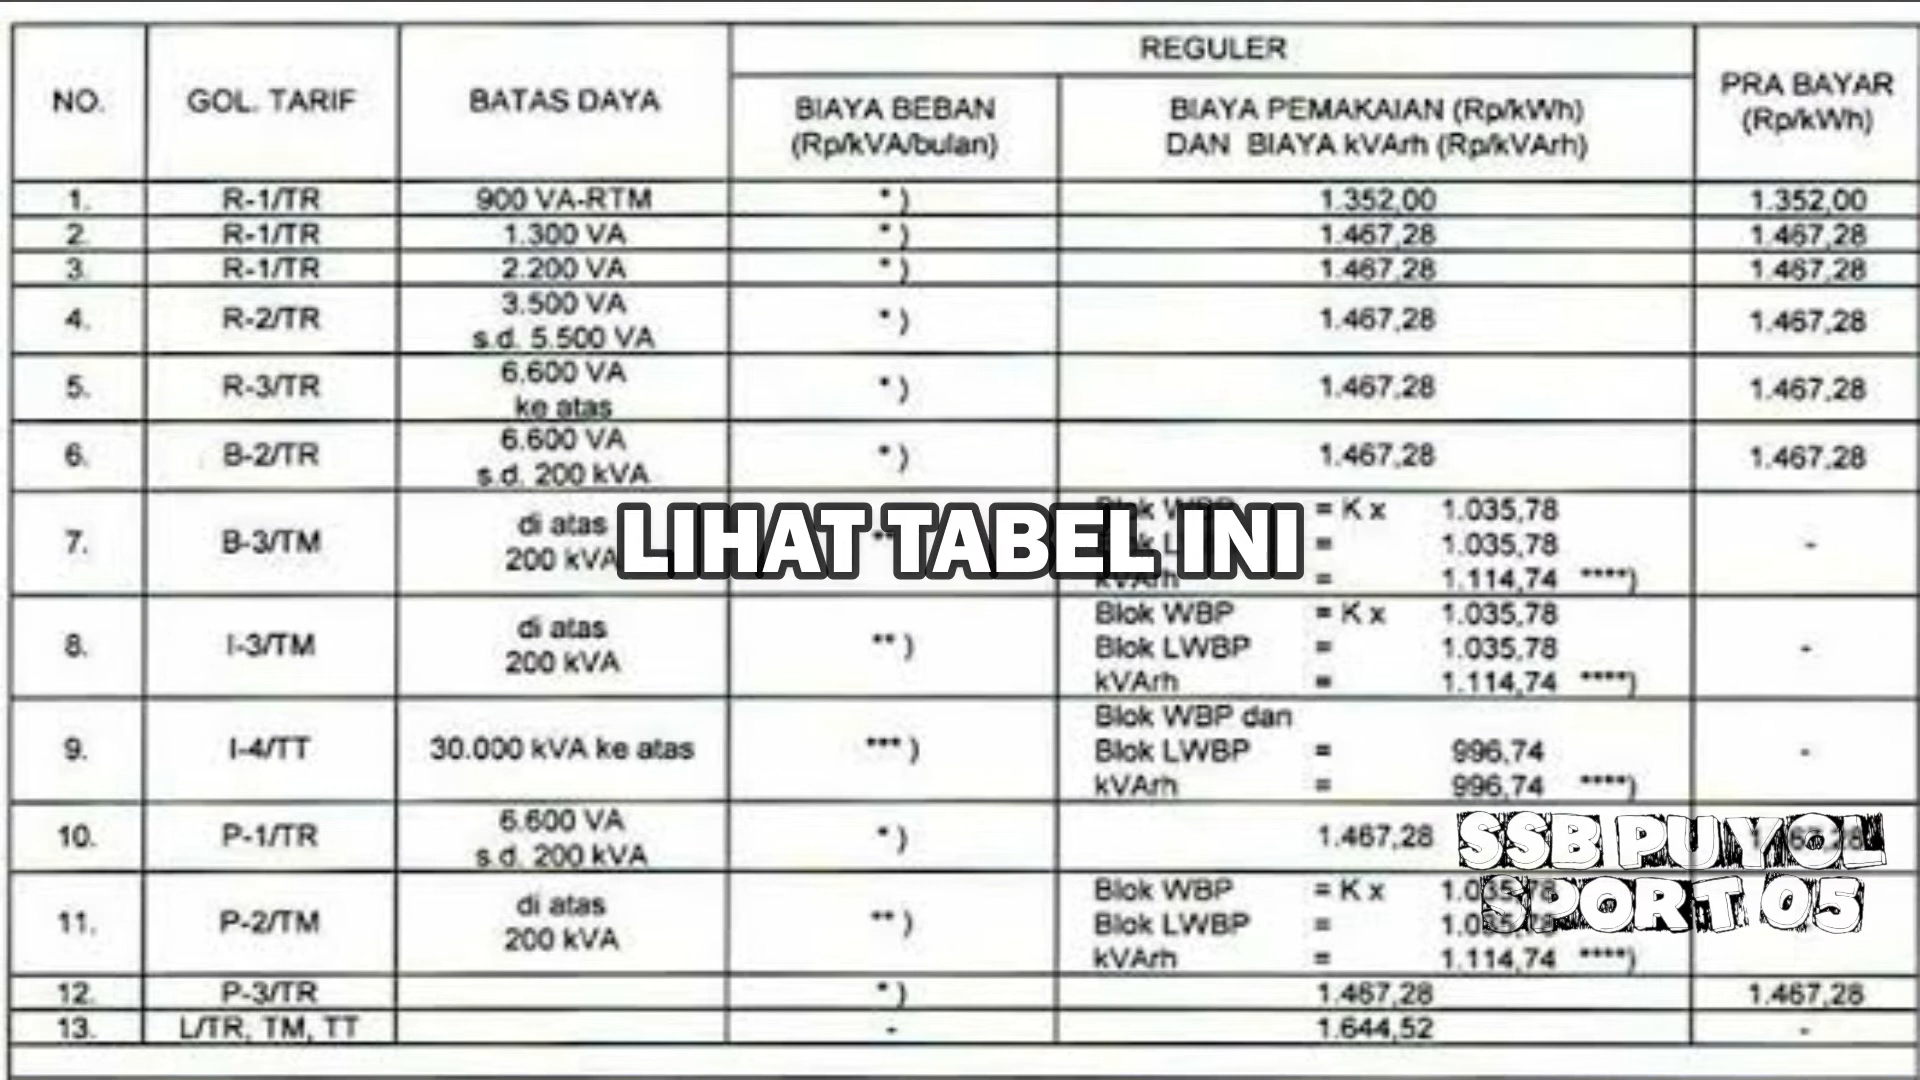 NO. GOL. TARIF BATAS DAYA REGULER PRA BAYAR (Rp/kWh)
BIAYA BEBAN (Rp/kVA/bulan) BIAYA PEMAKAIAN (Rp/kWh) DAN BIAYA kVArh (Rp/kVArh)
1. R-1/TR 900 VA-RTM *) 1.352,00 1.352,00
2. R-1/TR 1.300 VA *) 1.467,28 1.467,28
3. R-1/TR 2.200 VA *) 1.467,28 1.467,28
4. R-2/TR 3.500 VA s.d. 5.500 VA *) 1.467,28 1.467,28
5. R-3/TR 6.600 VA ke atas *) 1.467,28 1.467,28
6. B-2/TR 6.600 VA s.d. 200 kVA *) 1.467,28 1.467,28
7. B-3/TM di atas 200 kVA Blok = K x 1.035,78
= 1.035,78 -
kVArh = 1.114,74 ****)
LIHAT TABEL INI
8. I-3/TM di atas 200 kVA **) Blok WBP = K x 1.035,78
Blok LWBP = 1.035,78 -
kVArh = 1.114,74 ****)
9. I-4/TT 30.000 kVA ke atas ***) Blok WBP dan
Blok LWBP = 996,74 -
kVArh = 996,74 ****)
10. P-1/TR 6.600 VA s.d. 200 kVA *) 1.467,28
SSB PUYOL
SPORT 05
11. P-2/TM di atas 200 kVA **) Blok WBP = K x 1.035,78
Blok LWBP = 1.035,78
kVArh = 1.114,74 ****)
12. P-3/TR *) 1.467,28 1.467,28
13. L/TR, TM, TT - 1.644,52 -